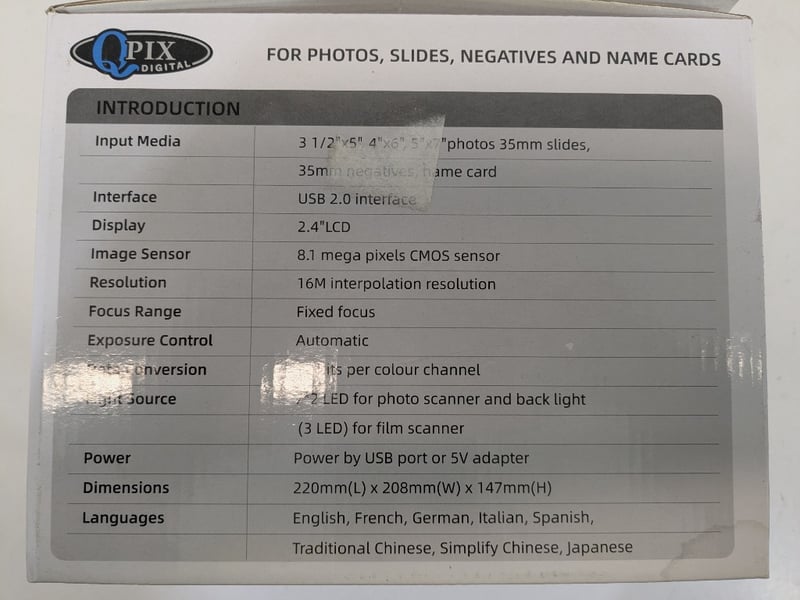 QPIX DIGITAL
FOR PHOTOS, SLIDES, NEGATIVES AND NAME CARDS
INTRODUCTION
Input Media 3 1/2"x5", 4"x6", 5"x7"photos 35mm slides,
35mm negatives, name card
Interface USB 2.0 interface
Display 2.4"LCD
Image Sensor 8.1 mega pixels CMOS sensor
Resolution 16M interpolation resolution
Focus Range Fixed focus
Exposure Control Automatic
Data Conversion per colour channel
Light Source LED for photo scanner and back light
(3 LED) for film scanner
Power Power by USB port or 5V adapter
Dimensions 220mm(L) x 208mm(W) x 147mm(H)
Languages English, French, German, Italian, Spanish,
Traditional Chinese, Simplify Chinese, Japanese